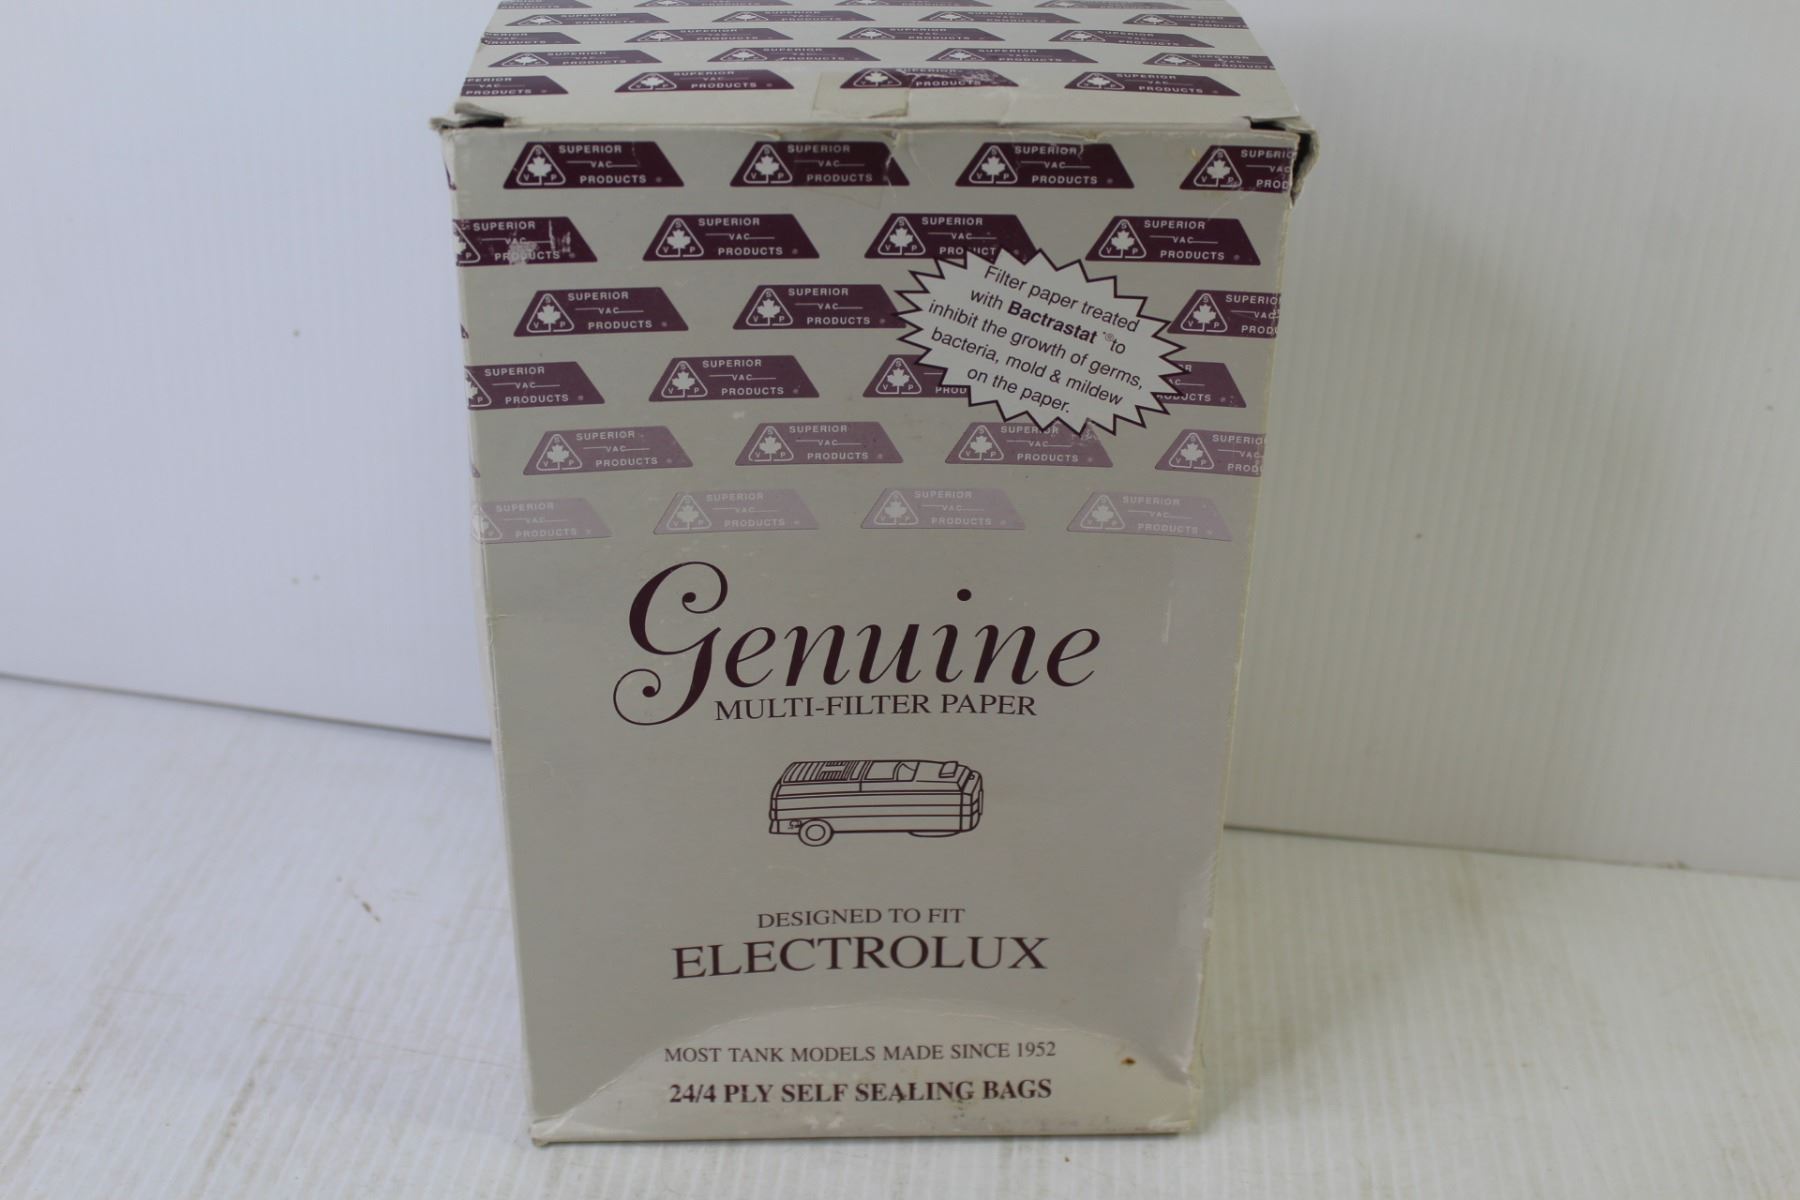 SUPERIOR
VAC
PRODUCTS
S
V P
Filter paper treated
with Bactrastat ® to
inhibit the growth of germs,
bacteria, mold & mildew
on the paper.
Genuine
MULTI-FILTER PAPER
DESIGNED TO FIT
ELECTROLUX
MOST TANK MODELS MADE SINCE 1952
24/4 PLY SELF SEALING BAGS